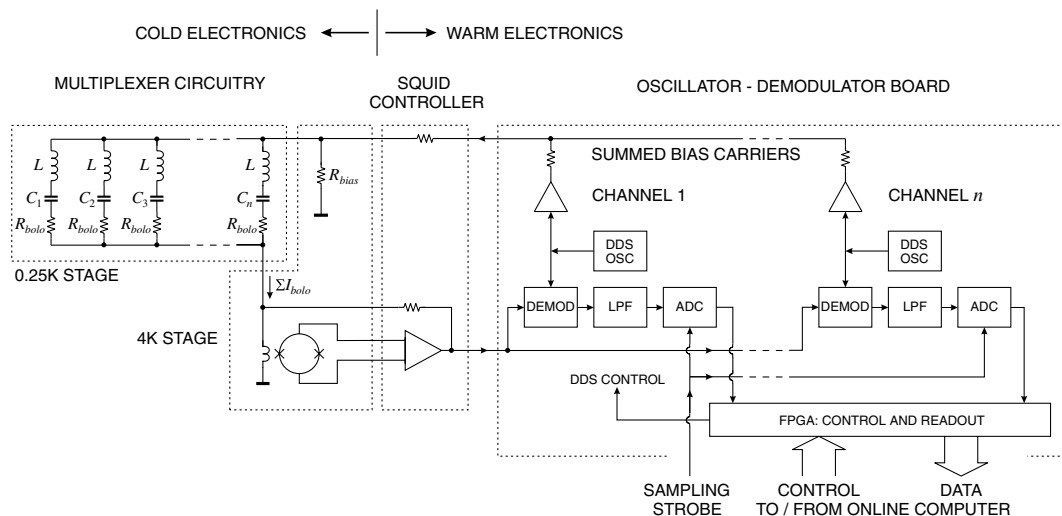 COLD ELECTRONICS
WARM ELECTRONICS
MULTIPLEXER CIRCUITRY
SQUID
CONTROLLER
OSCILLATOR - DEMODULATOR BOARD
L
L
L
L
C1
C2
C3
Cn
Rbolo
Rbolo
Rbolo
Rbolo
Rbias
SUMMED BIAS CARRIERS
CHANNEL 1
CHANNEL n
DDS
OSC
DDS
OSC
0.25K STAGE
ΣIbolo
DEMOD
LPF
ADC
DEMOD
LPF
ADC
4K STAGE
DDS CONTROL
FPGA: CONTROL AND READOUT
SAMPLING
STROBE
CONTROL
DATA
TO / FROM ONLINE COMPUTER